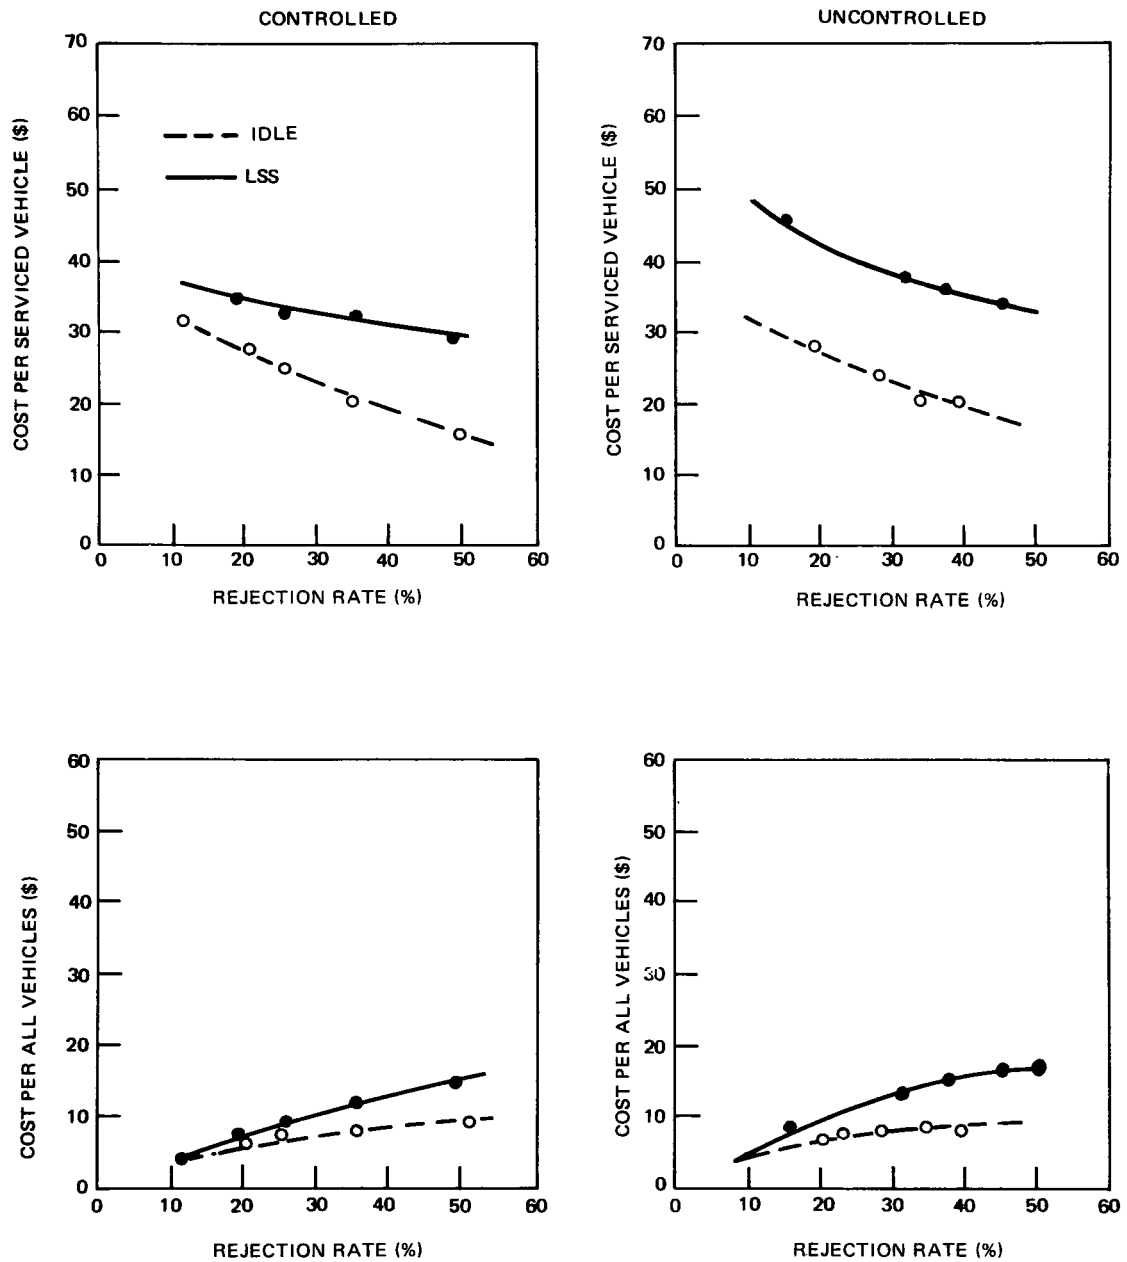 CONTROLLED
70
60
50
40
30
20
10
0
COST PER SERVICED VEHICLE ($)
IDLE
LSS
0 10 20 30 40 50 60
REJECTION RATE (%)
UNCONTROLLED
70
60
50
40
30
20
10
0
COST PER SERVICED VEHICLE ($)
0 10 20 30 40 50 60
REJECTION RATE (%)
60
50
40
30
20
10
0
COST PER ALL VEHICLES ($)
0 10 20 30 40 50 60
REJECTION RATE (%)
60
50
40
30
20
10
0
COST PER ALL VEHICLES ($)
0 10 20 30 40 50 60
REJECTION RATE (%)